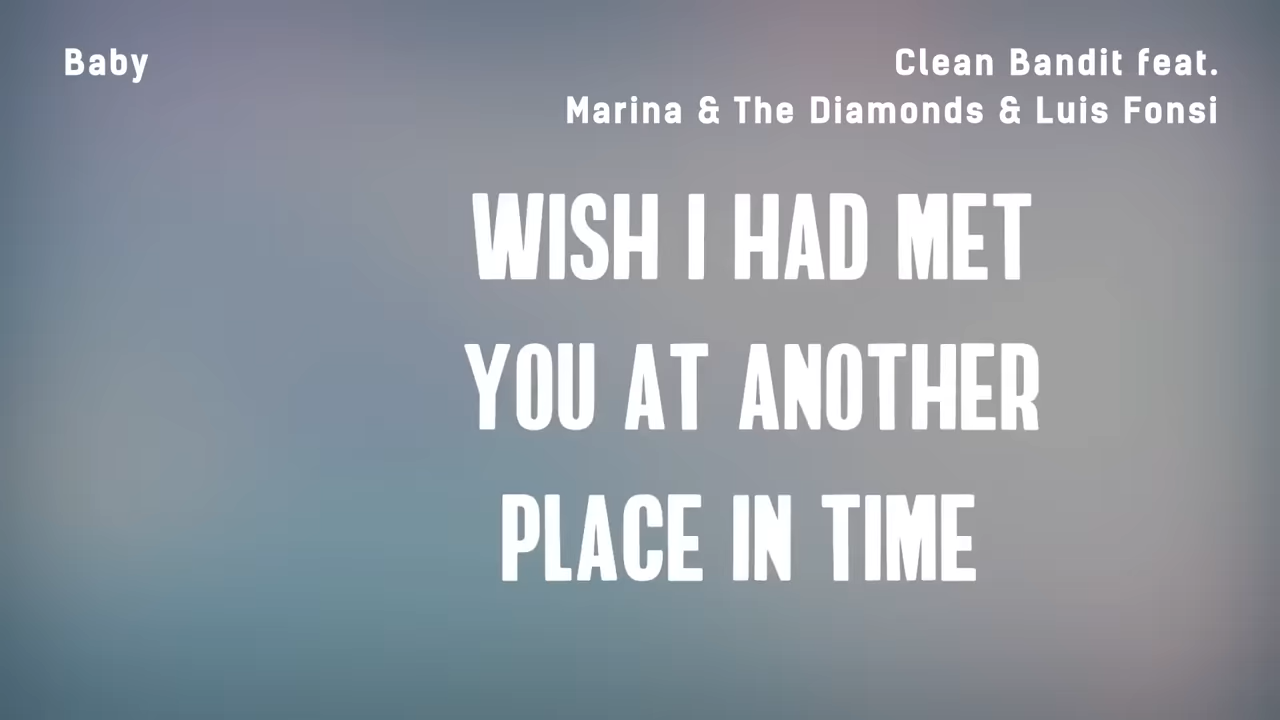 Baby
Clean Bandit feat.
Marina & The Diamonds & Luis Fonsi
WISH I HAD MET
YOU AT ANOTHER
PLACE IN TIME